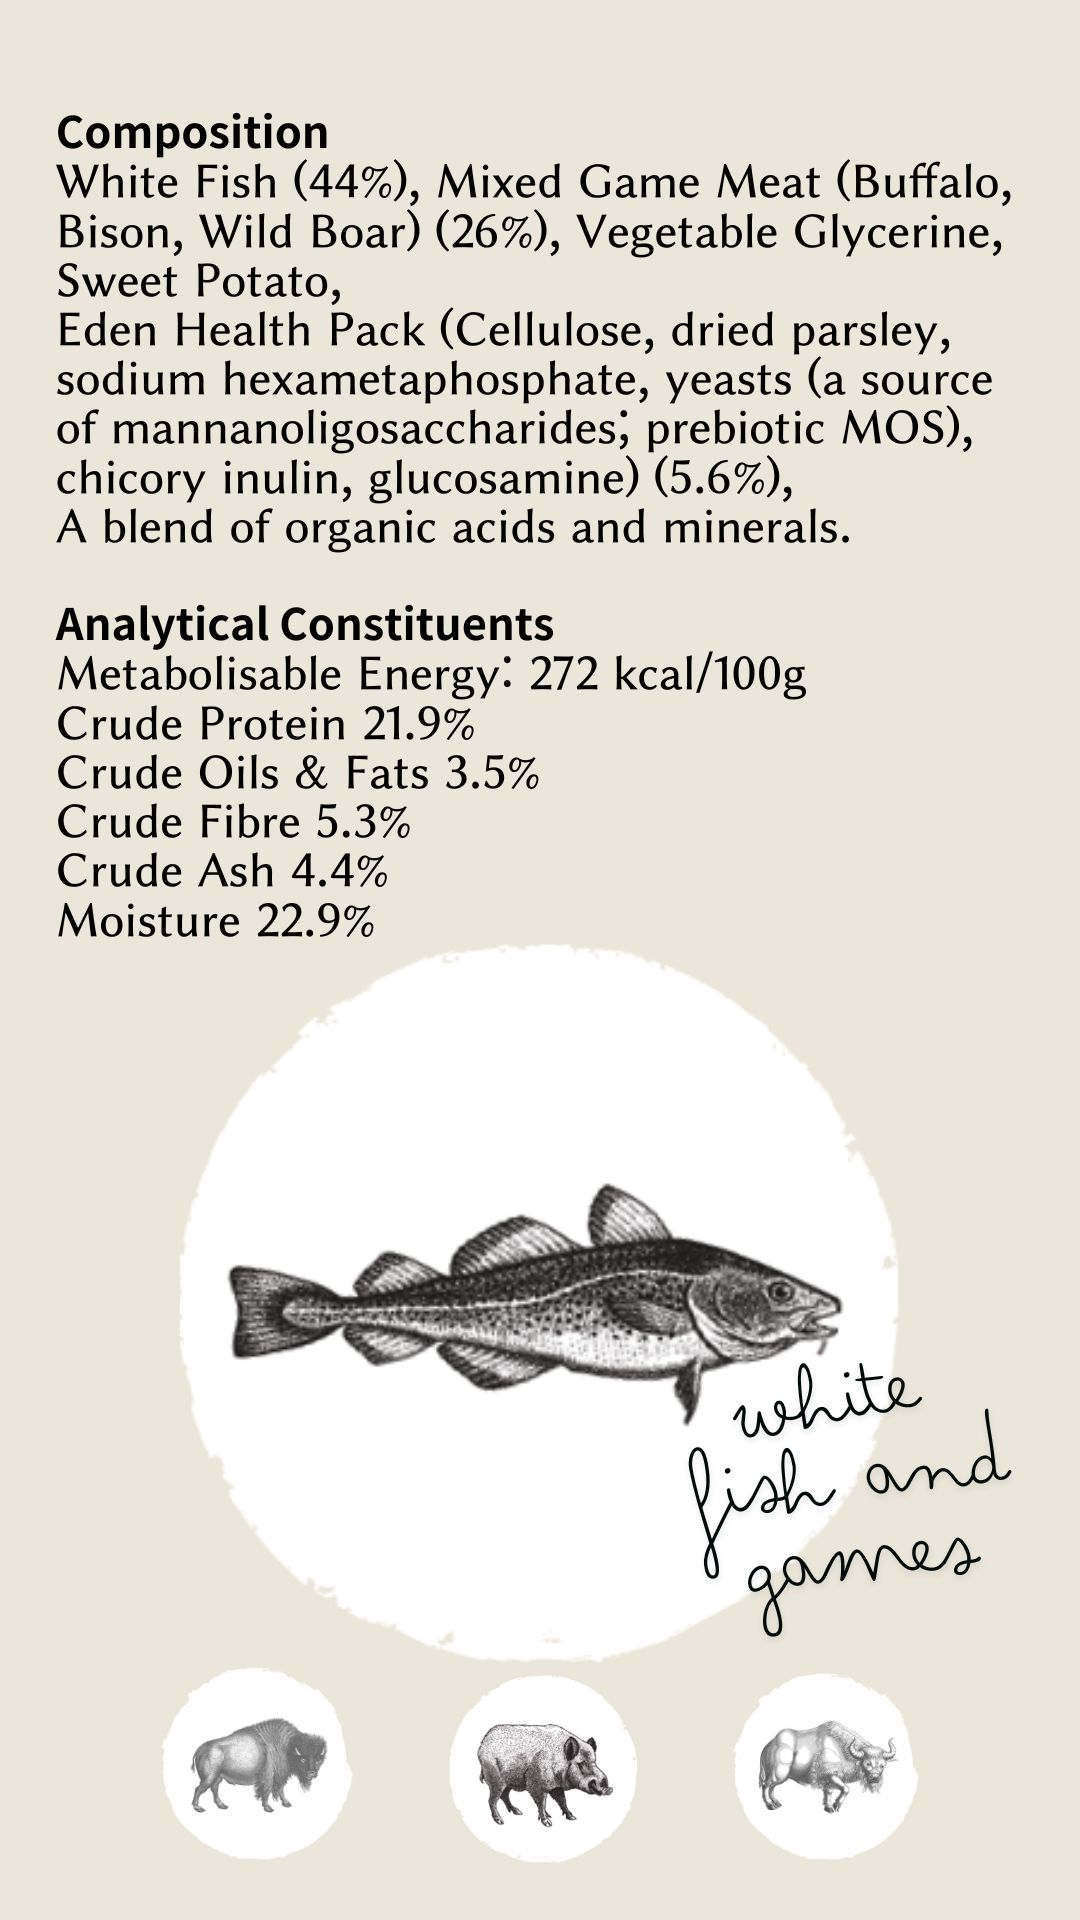 Composition
White Fish (44%), Mixed Game Meat (Buffalo,
Bison, Wild Boar) (26%), Vegetable Glycerine,
Sweet Potato,
Eden Health Pack (Cellulose, dried parsley,
sodium hexametaphosphate, yeasts (a source
of mannanoligosaccharides; prebiotic MOS),
chicory inulin, glucosamine) (5.6%),
A blend of organic acids and minerals.
Analytical Constituents
Metabolisable Energy: 272 kcal/100g
Crude Protein 21.9%
Crude Oils & Fats 3.5%
Crude Fibre 5.3%
Crude Ash 4.4%
Moisture 22.9%
white
fish and
games